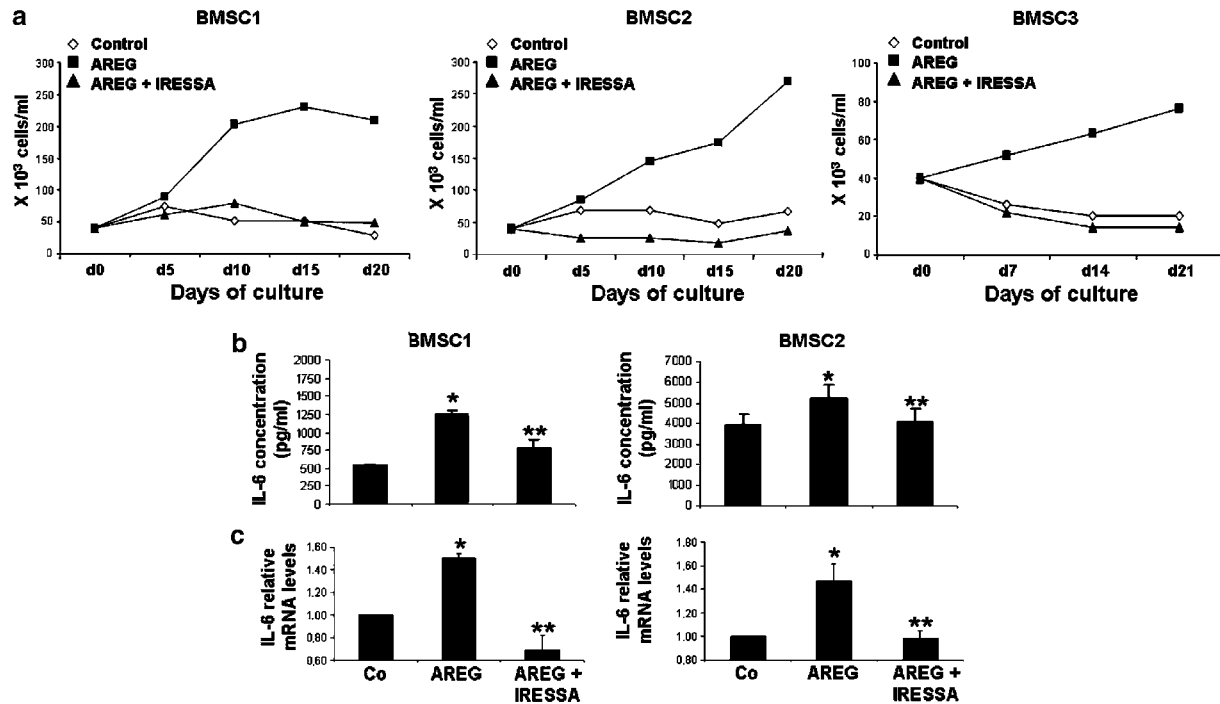 a
BMSC1
Control
AREG
AREG + IRESSA
X 10³ cells/ml
300
250
200
150
100
50
0
d0 d5 d10 d15 d20
Days of culture
BMSC2
Control
AREG
AREG + IRESSA
X 10³ cells/ml
300
250
200
150
100
50
0
d0 d5 d10 d15 d20
Days of culture
BMSC3
Control
AREG
AREG + IRESSA
X 10³ cells/ml
100
80
60
40
20
0
d0 d7 d14 d21
Days of culture
b
BMSC1
IL-6 concentration
(pg/ml)
2000
1750
1500
1250
1000
750
500
250
0
*
**
BMSC2
IL-6 concentration
(pg/ml)
7000
6000
5000
4000
3000
2000
1000
0
*
**
c
IL-6 relative
mRNA levels
1.60
1.40
1.20
1.00
0.80
0.60
*
**
Co AREG AREG +
IRESSA
IL-6 relative
mRNA levels
1.80
1.60
1.40
1.20
1.00
0.80
*
**
Co AREG AREG +
IRESSA